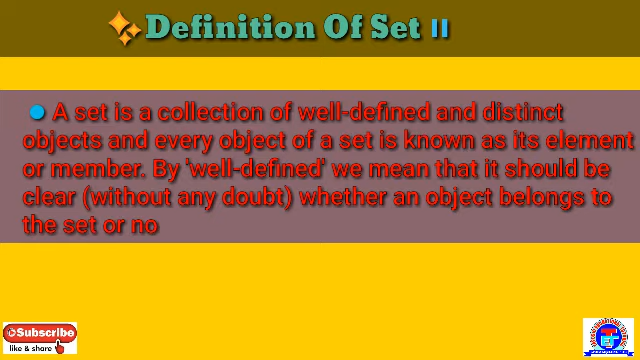 Definition Of Set
A set is a collection of well-defined and distinct
objects and every object of a set is known as its element
or member. By 'well-defined' we mean that it should be
clear (without any doubt) whether an object belongs to
the set or no
Subscribe
like & share